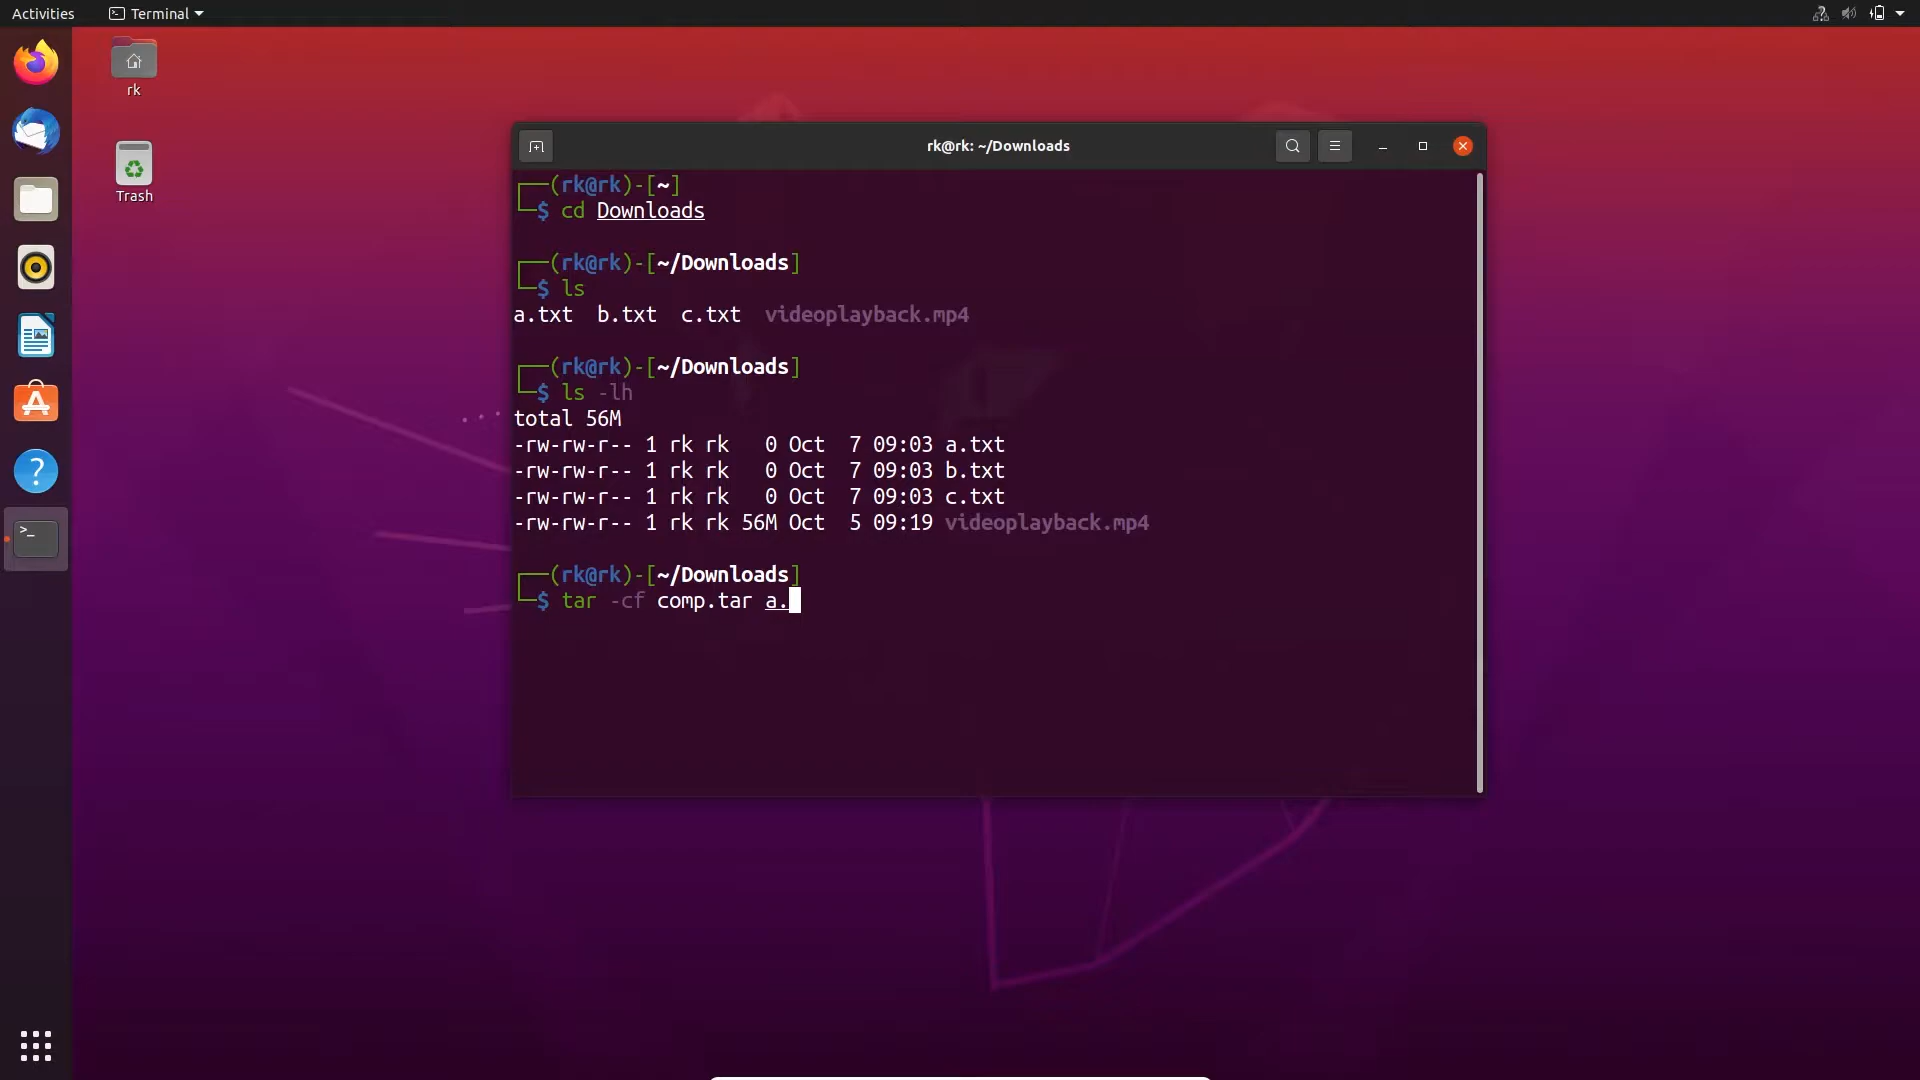 Activities
Terminal
rk
Trash
rk@rk: ~/Downloads
┌──(rk@rk)-[~]
└─$ cd Downloads
┌──(rk@rk)-[~/Downloads]
└─$ ls
a.txt  b.txt  c.txt  videoplayback.mp4
┌──(rk@rk)-[~/Downloads]
└─$ ls -lh
total 56M
-rw-rw-r-- 1 rk rk   0 Oct  7 09:03 a.txt
-rw-rw-r-- 1 rk rk   0 Oct  7 09:03 b.txt
-rw-rw-r-- 1 rk rk   0 Oct  7 09:03 c.txt
-rw-rw-r-- 1 rk rk 56M Oct  5 09:19 videoplayback.mp4
┌──(rk@rk)-[~/Downloads]
└─$ tar -cf comp.tar a.